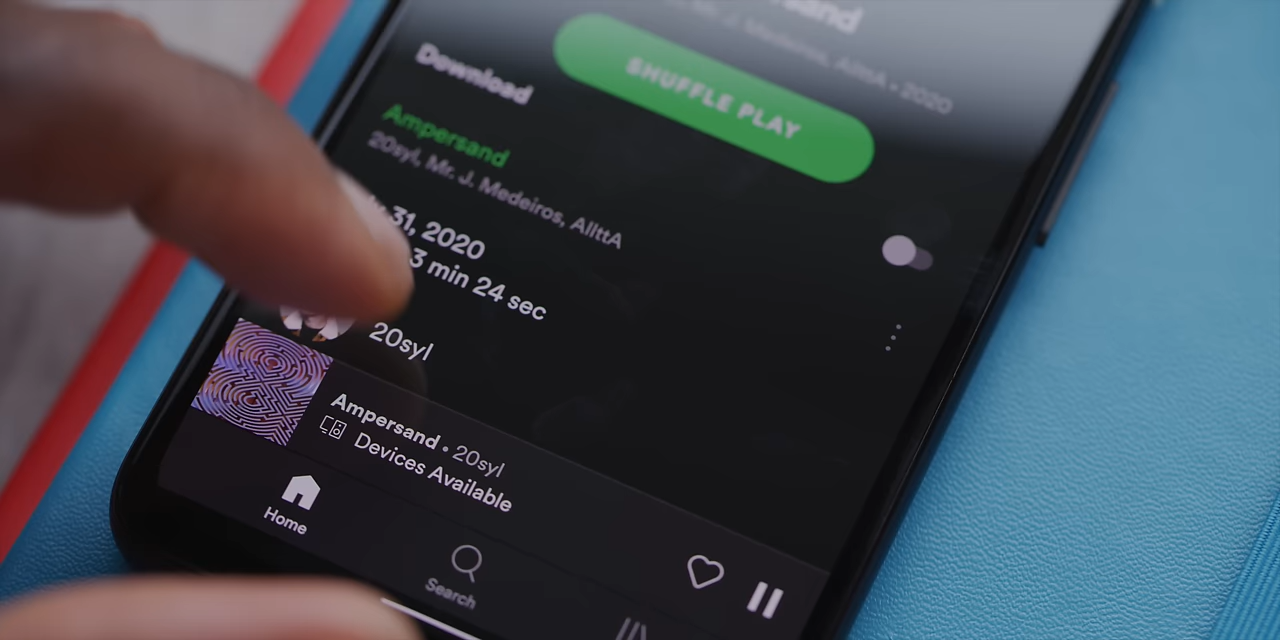 SHUFFLE PLAY
Download
Ampersand
20syl, Mr. J. Medeiros, AllttA
31, 2020
3 min 24 sec
20syl
Ampersand • 20syl
Devices Available
Home
Search